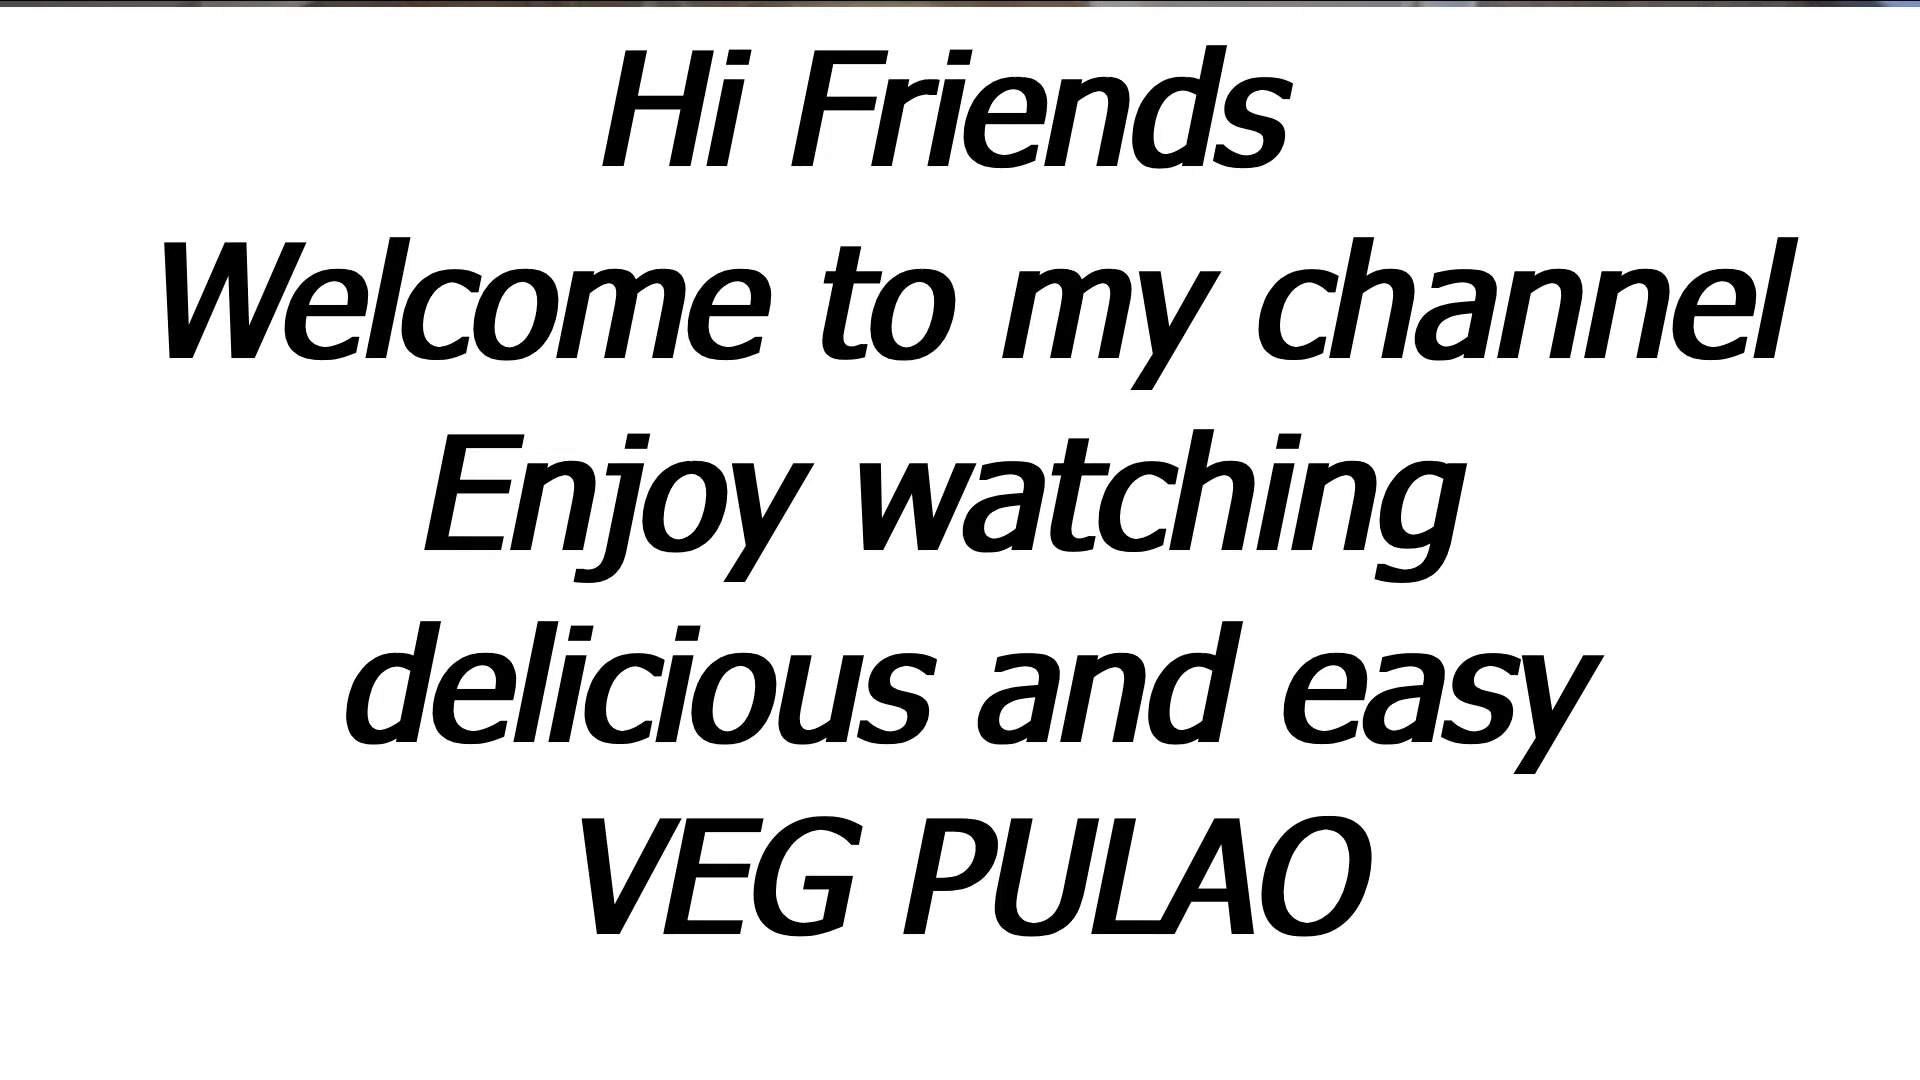 Hi Friends
Welcome to my channel
Enjoy watching
delicious and easy
VEG PULAO